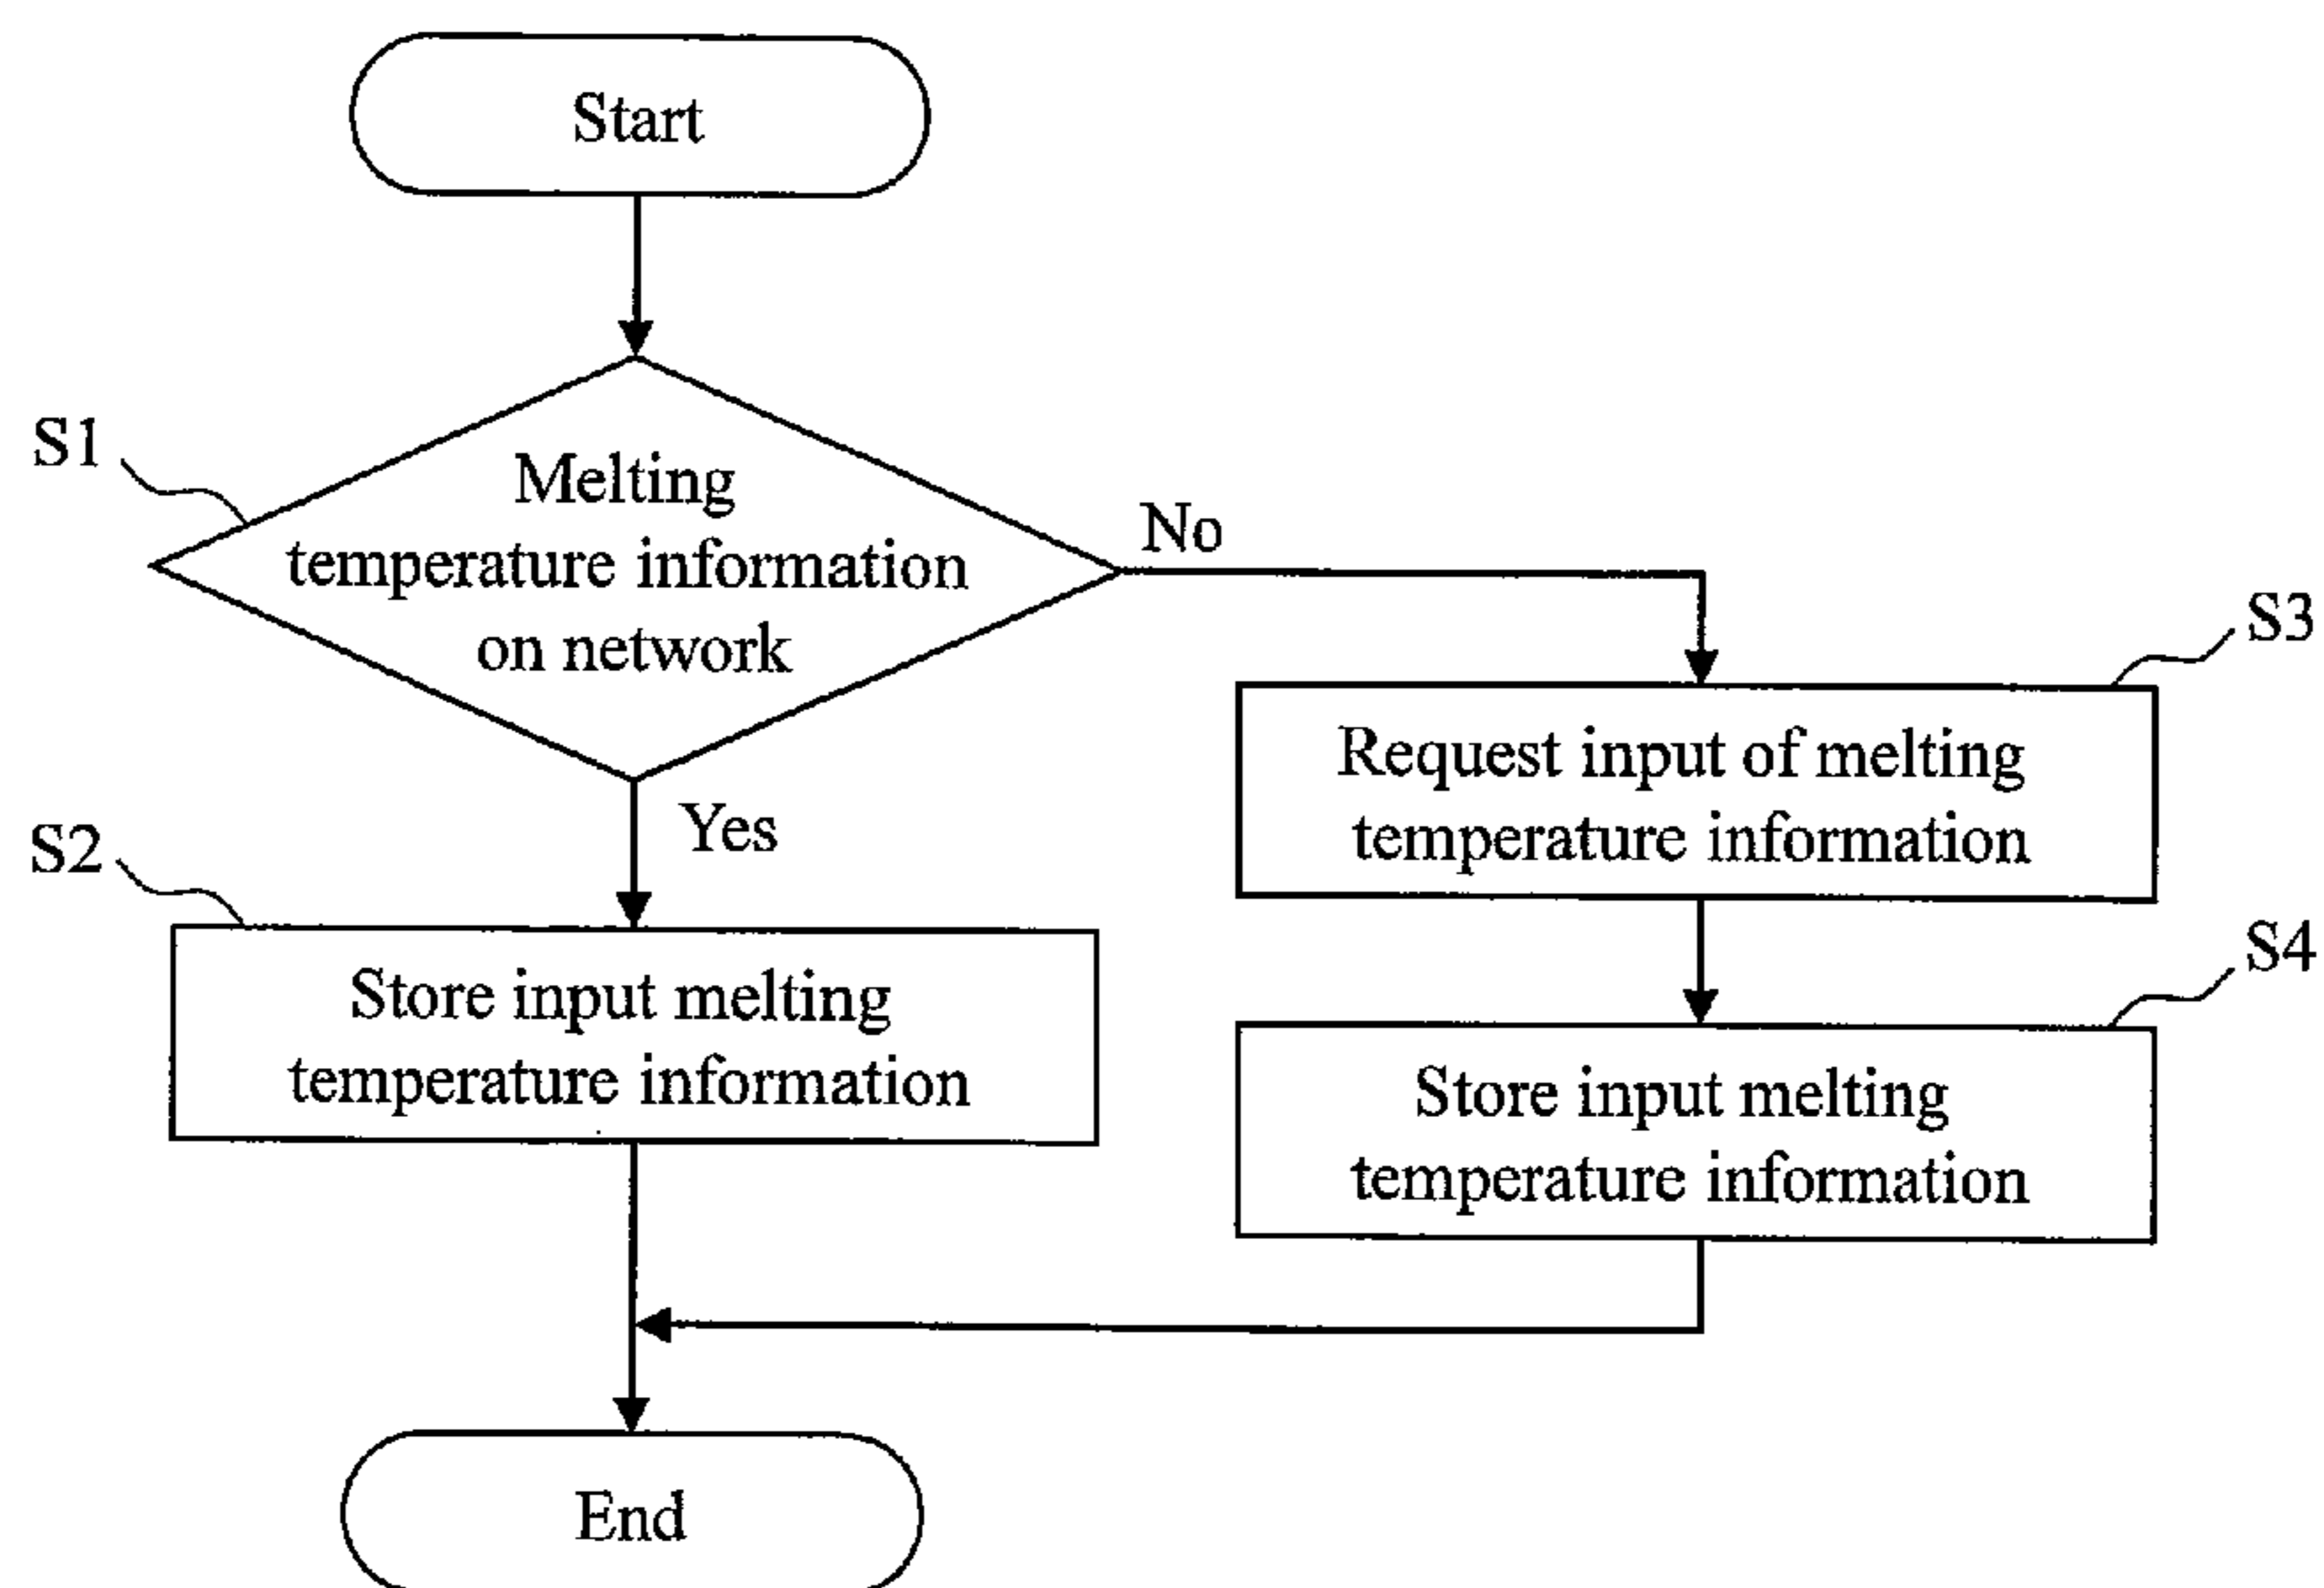 Start
S1
Melting
temperature information
on network
No
Yes
S2
Store input melting
temperature information
S3
Request input of melting
temperature information
S4
Store input melting
temperature information
End